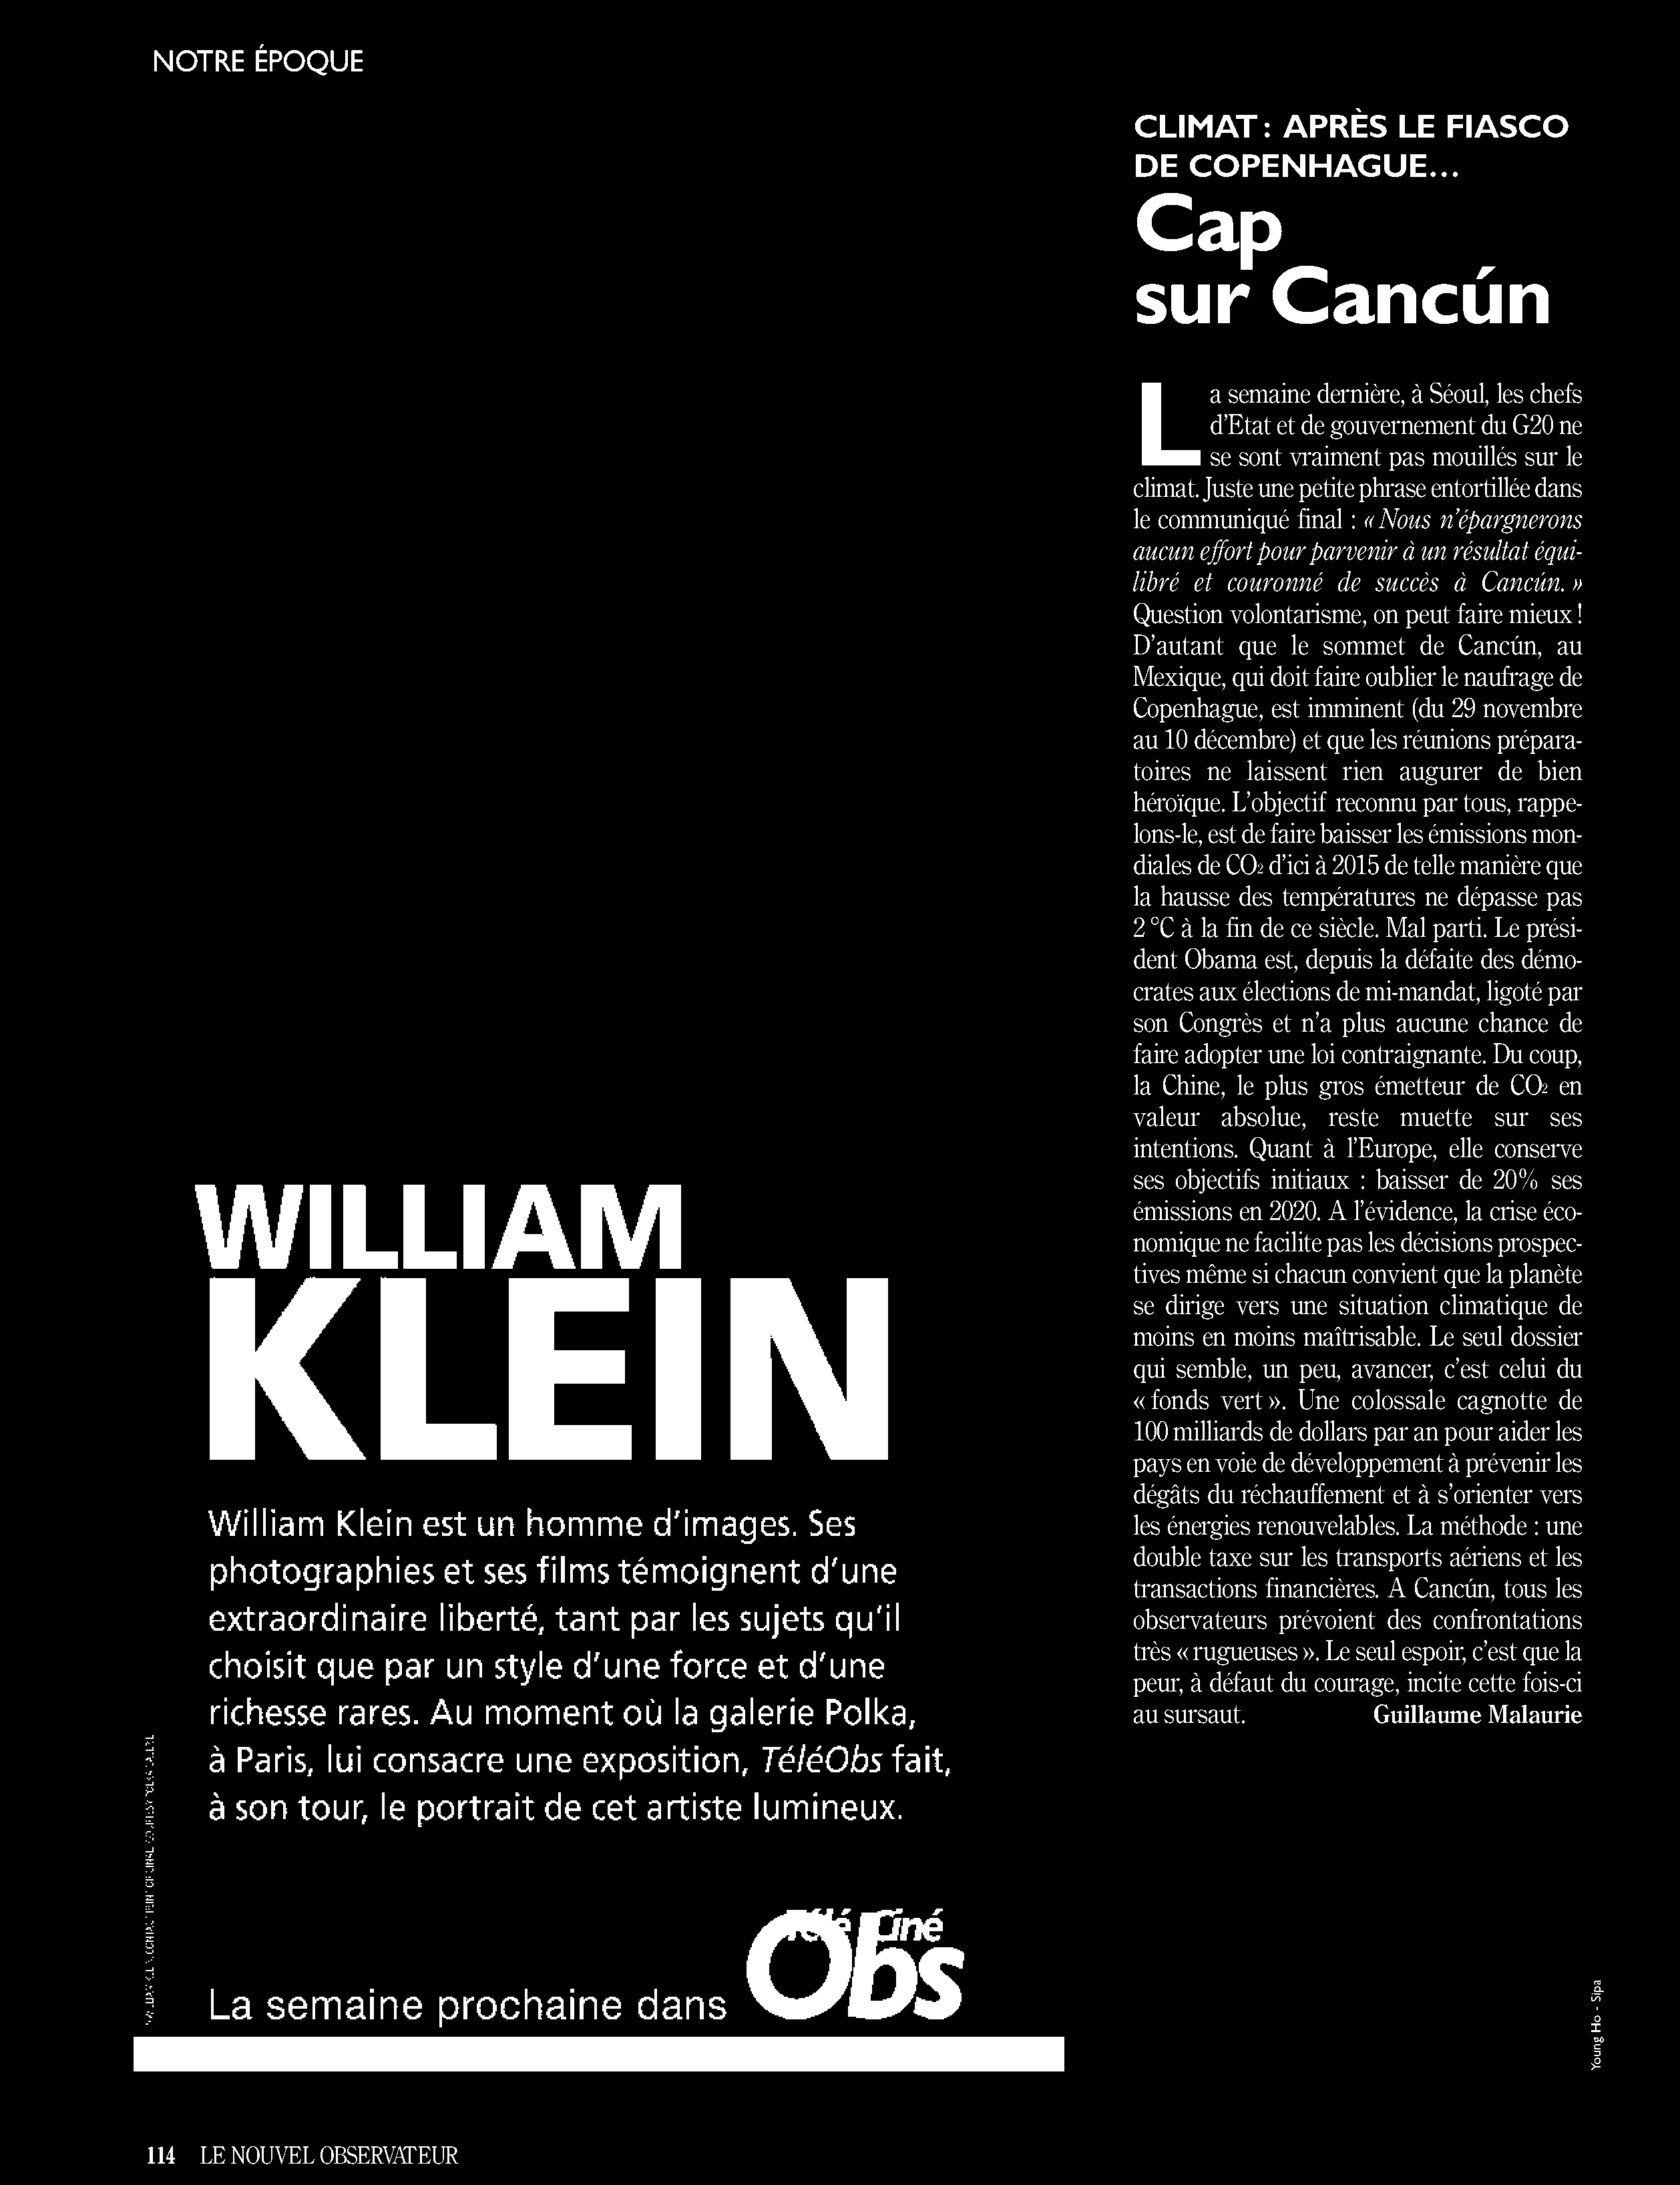 NOTRE ÉPOQUE
CLIMAT : APRÈS LE FIASCO
DE COPENHAGUE…
Cap
sur Cancún
La semaine dernière, à Séoul, les chefs
d’Etat et de gouvernement du G20 ne
se sont vraiment pas mouillés sur le
climat. Juste une petite phrase entortillée dans
le communiqué final : « Nous n’épargnerons
aucun effort pour parvenir à un résultat équi-
libré et couronné de succès à Cancún. »
Question volontarisme, on peut faire mieux !
D’autant que le sommet de Cancún, au
Mexique, qui doit faire oublier le naufrage de
Copenhague, est imminent (du 29 novembre
au 10 décembre) et que les réunions prépara-
toires ne laissent rien augurer de bien
héroïque. L’objectif reconnu par tous, rappe-
lons-le, est de faire baisser les émissions mon-
diales de CO2 d’ici à 2015 de telle manière que
la hausse des températures ne dépasse pas
2 °C à la fin de ce siècle. Mal parti. Le prési-
dent Obama est, depuis la défaite des démo-
crates aux élections de mi-mandat, ligoté par
son Congrès et n’a plus aucune chance de
faire adopter une loi contraignante. Du coup,
la Chine, le plus gros émetteur de CO2 en
valeur absolue, reste muette sur ses
intentions. Quant à l’Europe, elle conserve
ses objectifs initiaux : baisser de 20% ses
émissions en 2020. A l’évidence, la crise éco-
nomique ne facilite pas les décisions prospec-
tives même si chacun convient que la planète
se dirige vers une situation climatique de
moins en moins maîtrisable. Le seul dossier
qui semble, un peu, avancer, c’est celui du
« fonds vert ». Une colossale cagnotte de
100 milliards de dollars par an pour aider les
pays en voie de développement à prévenir les
dégâts du réchauffement et à s’orienter vers
les énergies renouvelables. La méthode : une
double taxe sur les transports aériens et les
transactions financières. A Cancún, tous les
observateurs prévoient des confrontations
très « rugueuses ». Le seul espoir, c’est que la
peur, à défaut du courage, incite cette fois-ci
au sursaut. Guillaume Malaurie
WILLIAM
KLEIN
William Klein est un homme d’images. Ses
photographies et ses films témoignent d’une
extraordinaire liberté, tant par les sujets qu’il
choisit que par un style d’une force et d’une
richesse rares. Au moment où la galerie Polka,
à Paris, lui consacre une exposition, TéléObs fait,
à son tour, le portrait de cet artiste lumineux.
La semaine prochaine dans
Télé Ciné
Obs
Young Ho - Sipa
114 LE NOUVEL OBSERVATEUR